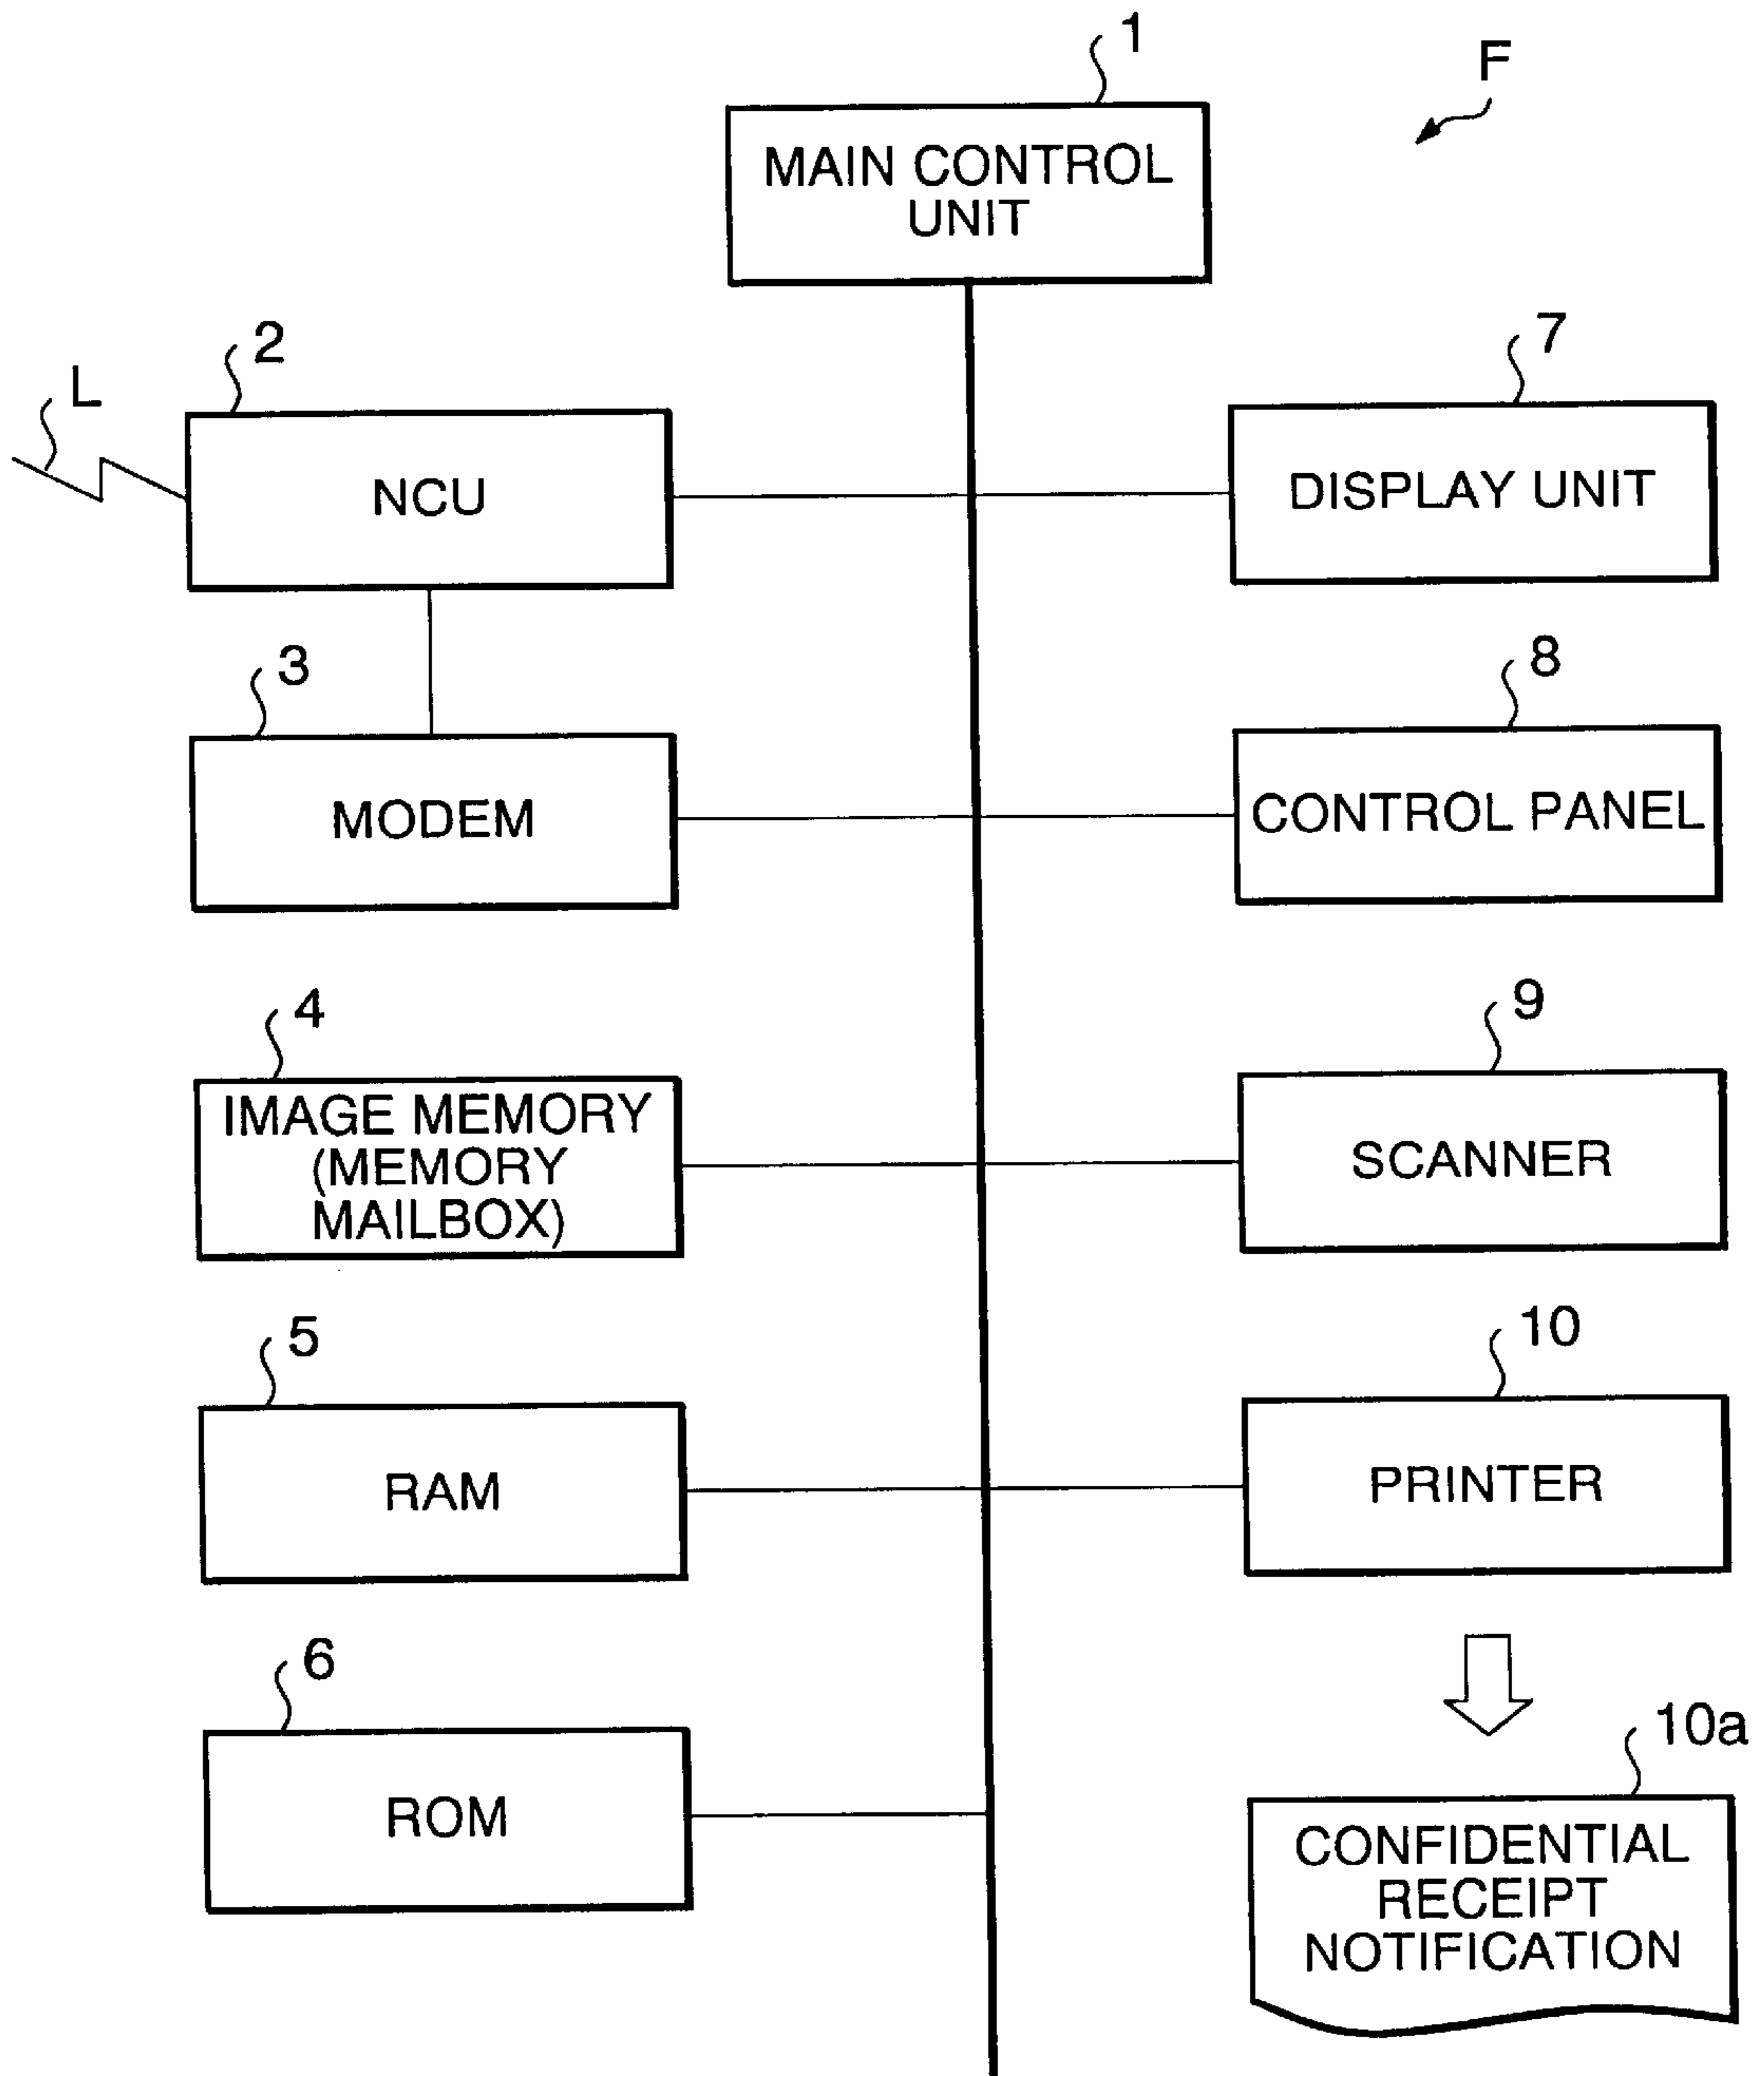 1
F
MAIN CONTROL
UNIT
2
L
NCU
7
DISPLAY UNIT
3
MODEM
8
CONTROL PANEL
4
IMAGE MEMORY
(MEMORY
MAILBOX)
9
SCANNER
5
RAM
10
PRINTER
6
ROM
10a
CONFIDENTIAL
RECEIPT
NOTIFICATION